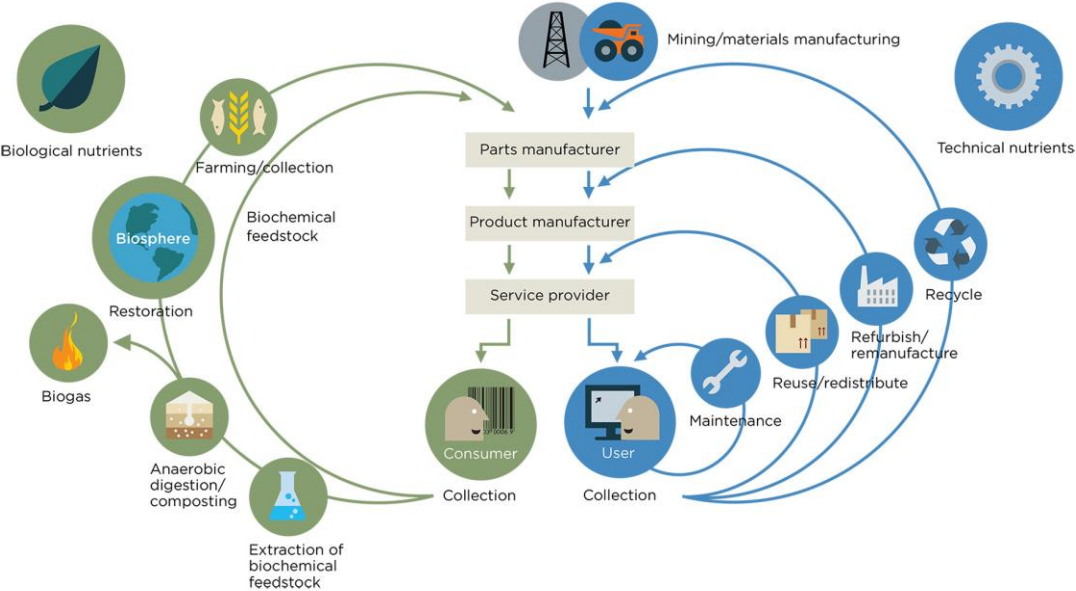 Mining/materials manufacturing
Biological nutrients
Technical nutrients
Farming/collection
Parts manufacturer
Biochemical
feedstock
Product manufacturer
Biosphere
Restoration
Service provider
Recycle
Refurbish/
remanufacture
Reuse/redistribute
Biogas
Maintenance
Consumer
User
Collection
Collection
Anaerobic
digestion/
composting
Extraction of
biochemical
feedstock